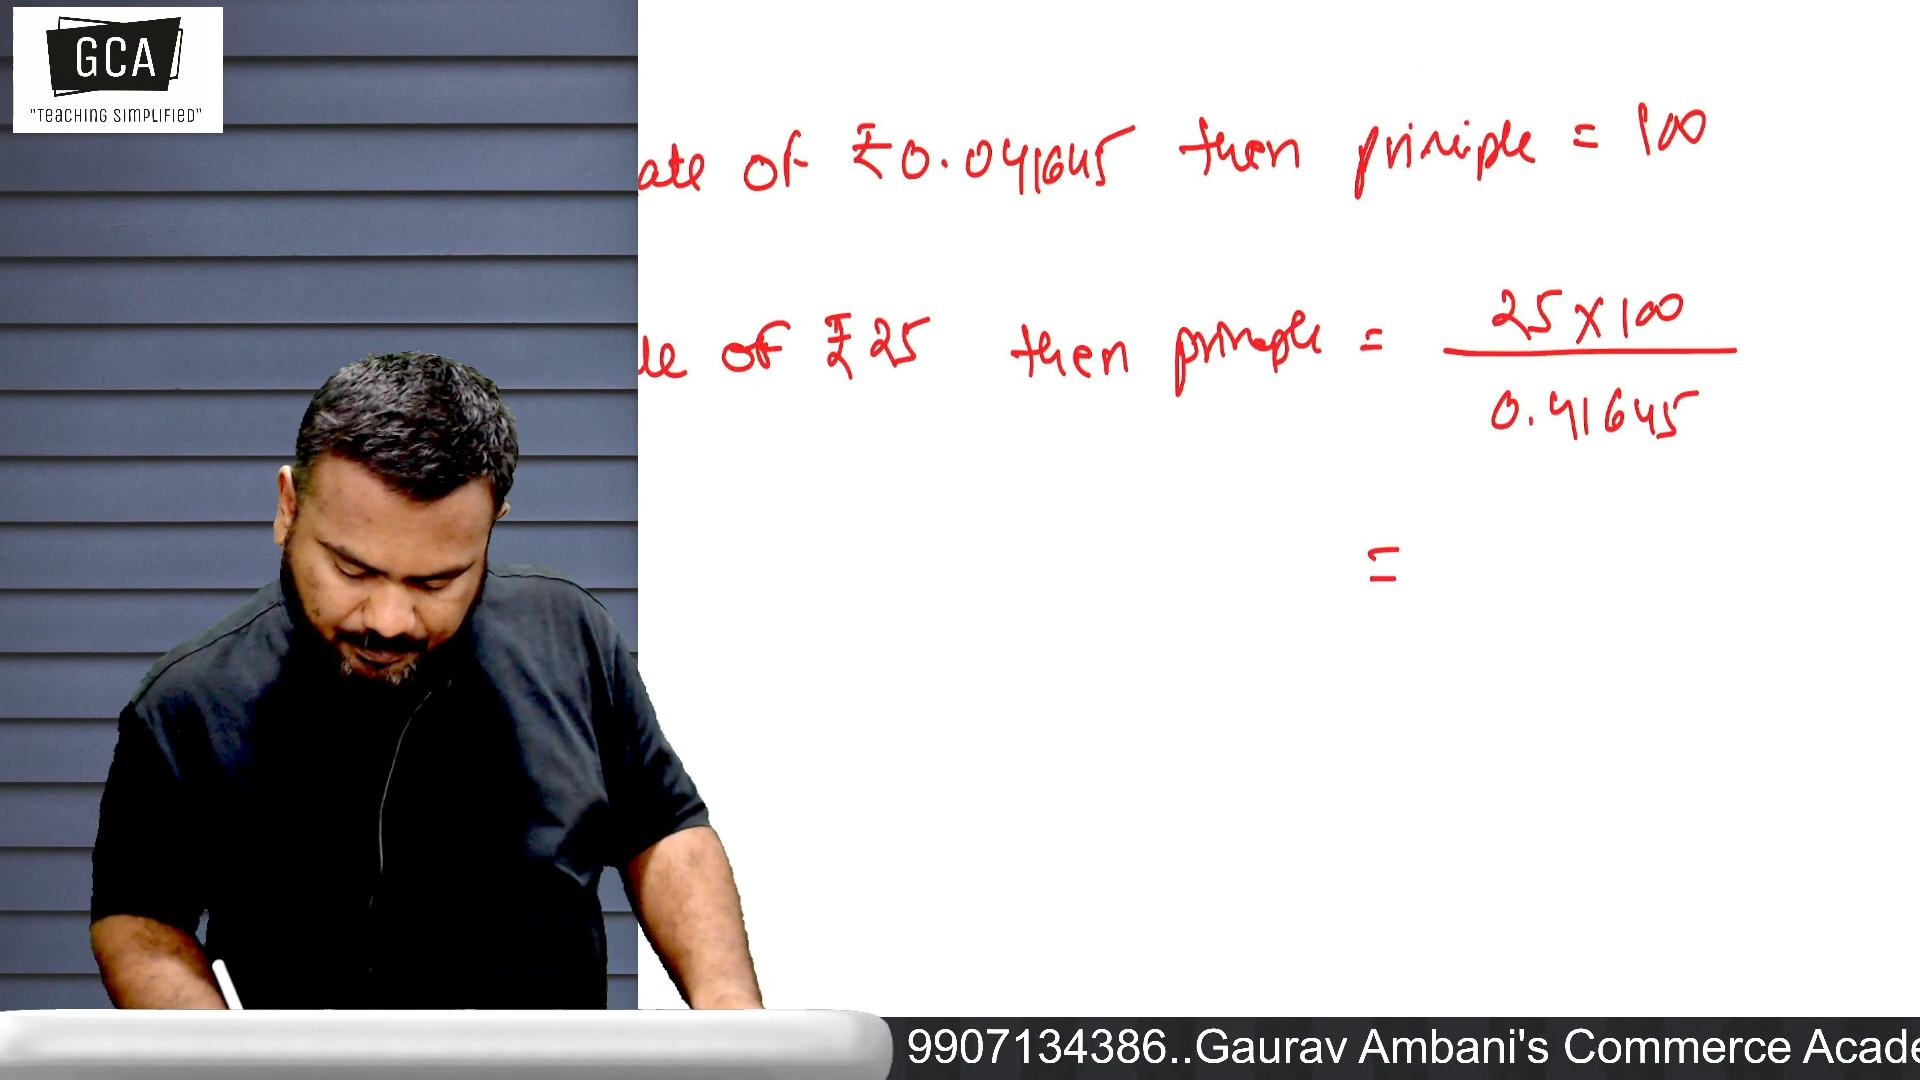 GCA
"TEACHING SIMPLIFIED"
ate of ₹0.041645 then principle = 100
le of ₹25 then principle = 25 x 100
0.41645
=
9907134386..Gaurav Ambani's Commerce Acade